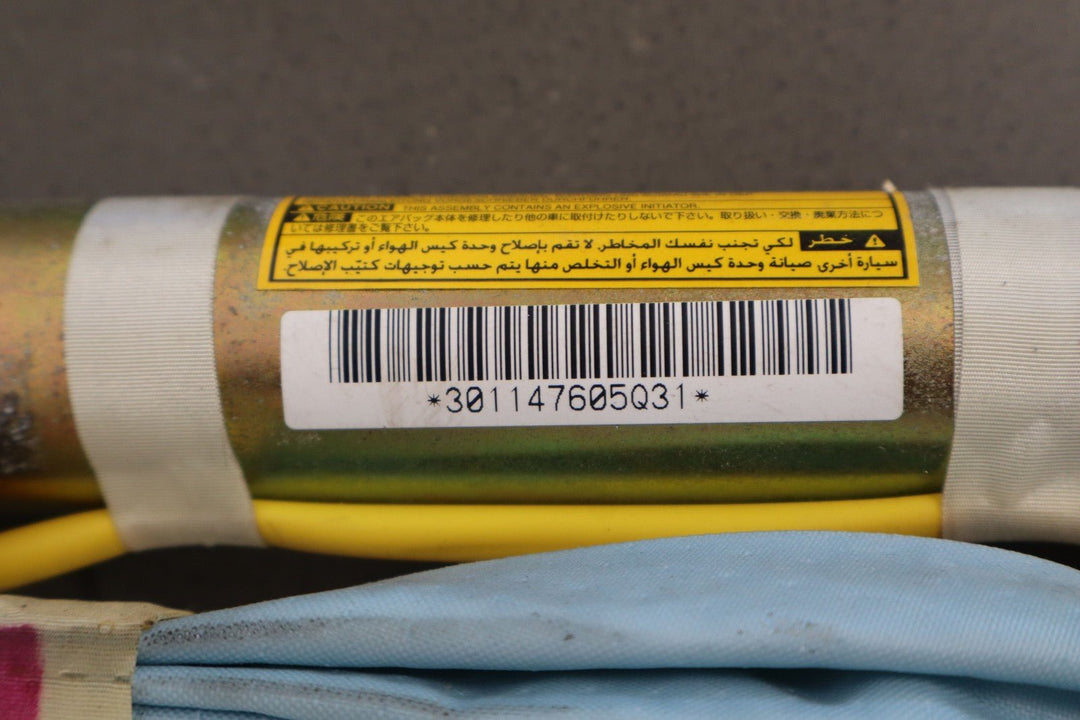 ⚠CAUTION THIS ASSEMBLY CONTAINS AN EXPLOSIVE INITIATOR.
⚠危険 このエアバッグ本体を修理したり他の車に取付けたりしないで下さい。取り扱い・交換・廃棄方法につ
いては修理書をご覧下さい。
⚠ خطر لكي تجنب نفسك المخاطر, لا تقم بإصلاح وحدة كيس الهواء أو تركيبها في
سيارة أخرى صيانة وحدة كيس الهواء أو التخلص منها يتم حسب توجيهات كتيّب الإصلاح.
*301147605Q31*